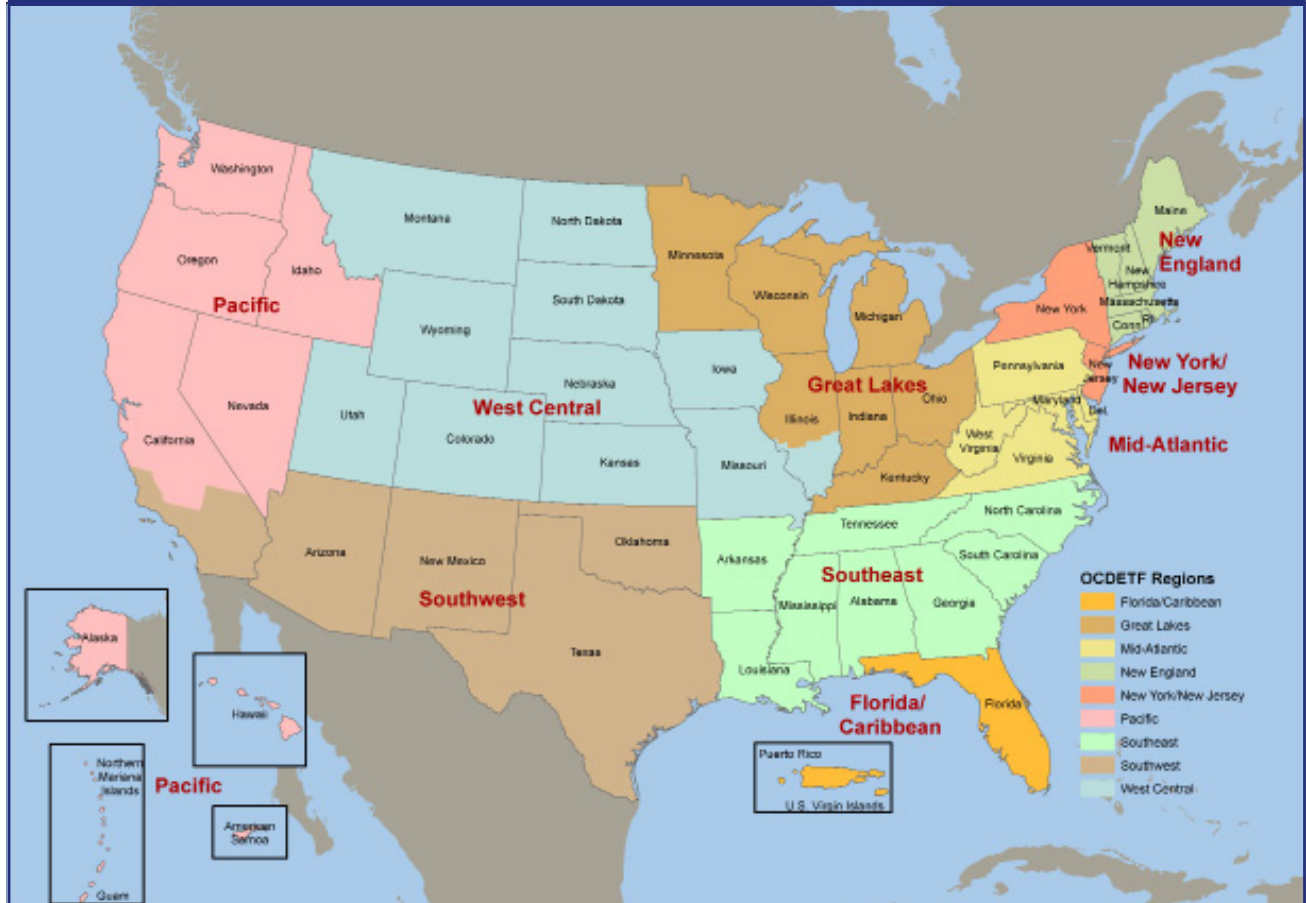 Washington
Montana
North Dakota
Minnesota
Maine
Vermont
New
Hampshire
New
England
Oregon
Idaho
Pacific
South Dakota
Wisconsin
Michigan
New York
Massachusetts
Conn
RI
Wyoming
Iowa
Nebraska
Great Lakes
Pennsylvania
New
Jersey
New York/
New Jersey
Nevada
Utah
West Central
Illinois
Indiana
Ohio
Maryland
Del.
Mid-Atlantic
California
Colorado
Kansas
Missouri
West
Virginia
Virginia
Kentucky
Arizona
New Mexico
Oklahoma
Arkansas
Tennessee
North Carolina
South Carolina
Southwest
Southeast
Mississippi
Alabama
Georgia
Texas
Louisiana
Florida/
Caribbean
Florida
Puerto Rico
U.S. Virgin Islands
Alaska
Hawaii
Northern
Mariana
Islands
Pacific
American
Samoa
Guam
OCDETF Regions
Florida/Caribbean
Great Lakes
Mid-Atlantic
New England
New York/New Jersey
Pacific
Southeast
Southwest
West Central